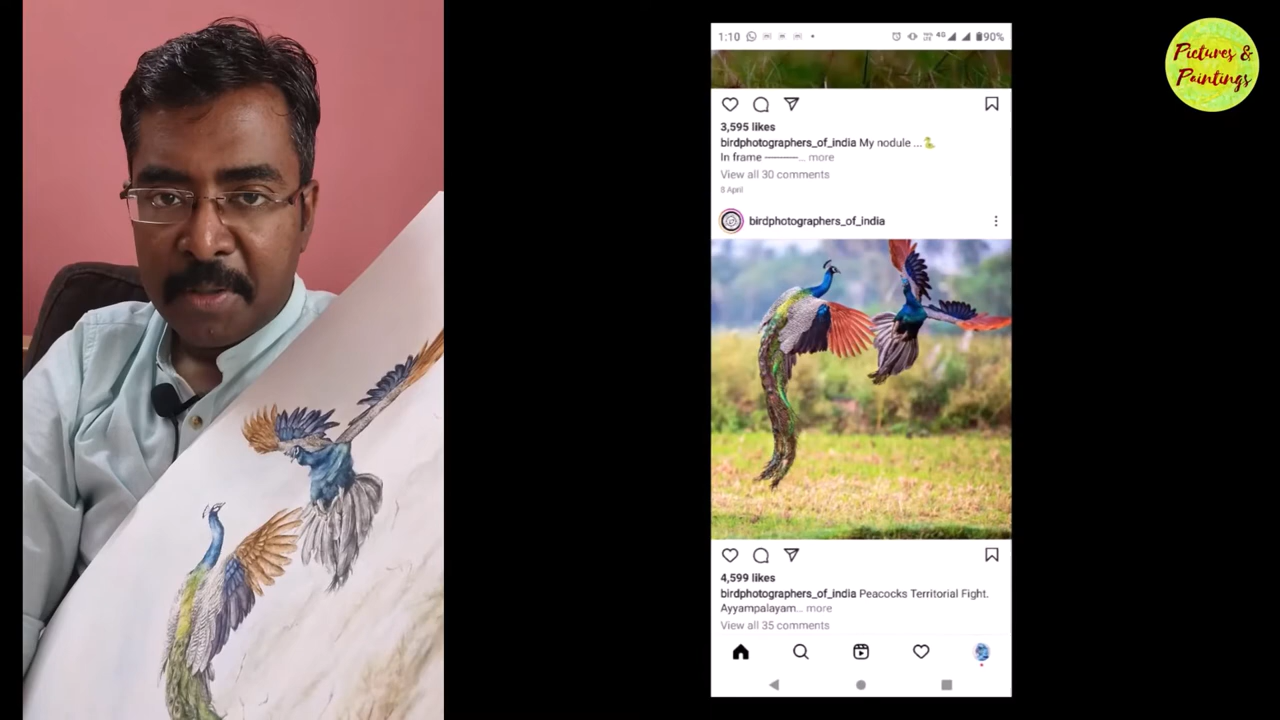 Pictures &
Paintings
1:10
4G
90%
3,595 likes
birdphotographers_of_india My nodule ...🐍
In frame ----------... more
View all 30 comments
8 April
birdphotographers_of_india
4,599 likes
birdphotographers_of_india Peacocks Territorial Fight.
Ayyampalayam... more
View all 35 comments